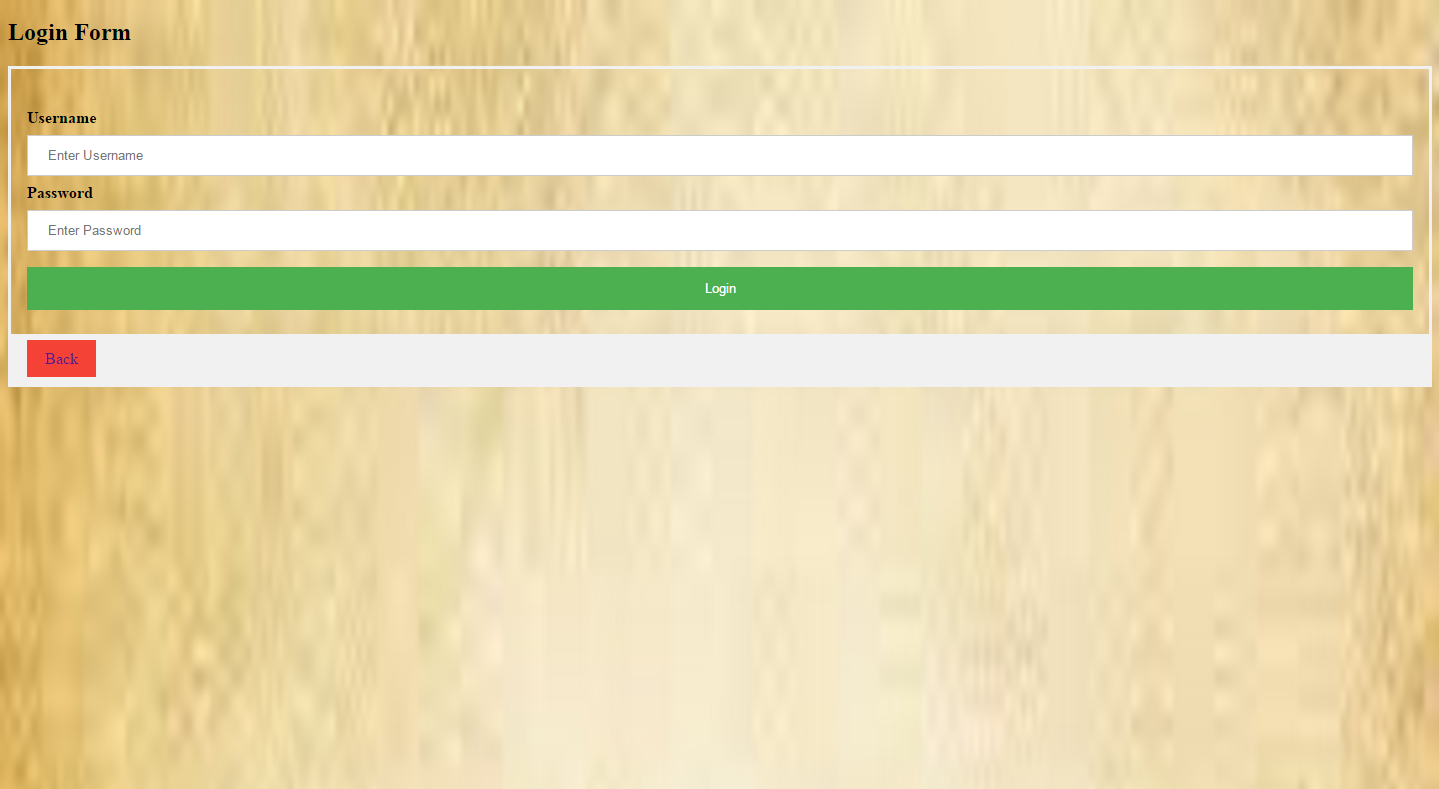 Login Form
Username
Enter Username
Password
Enter Password
Login
Back